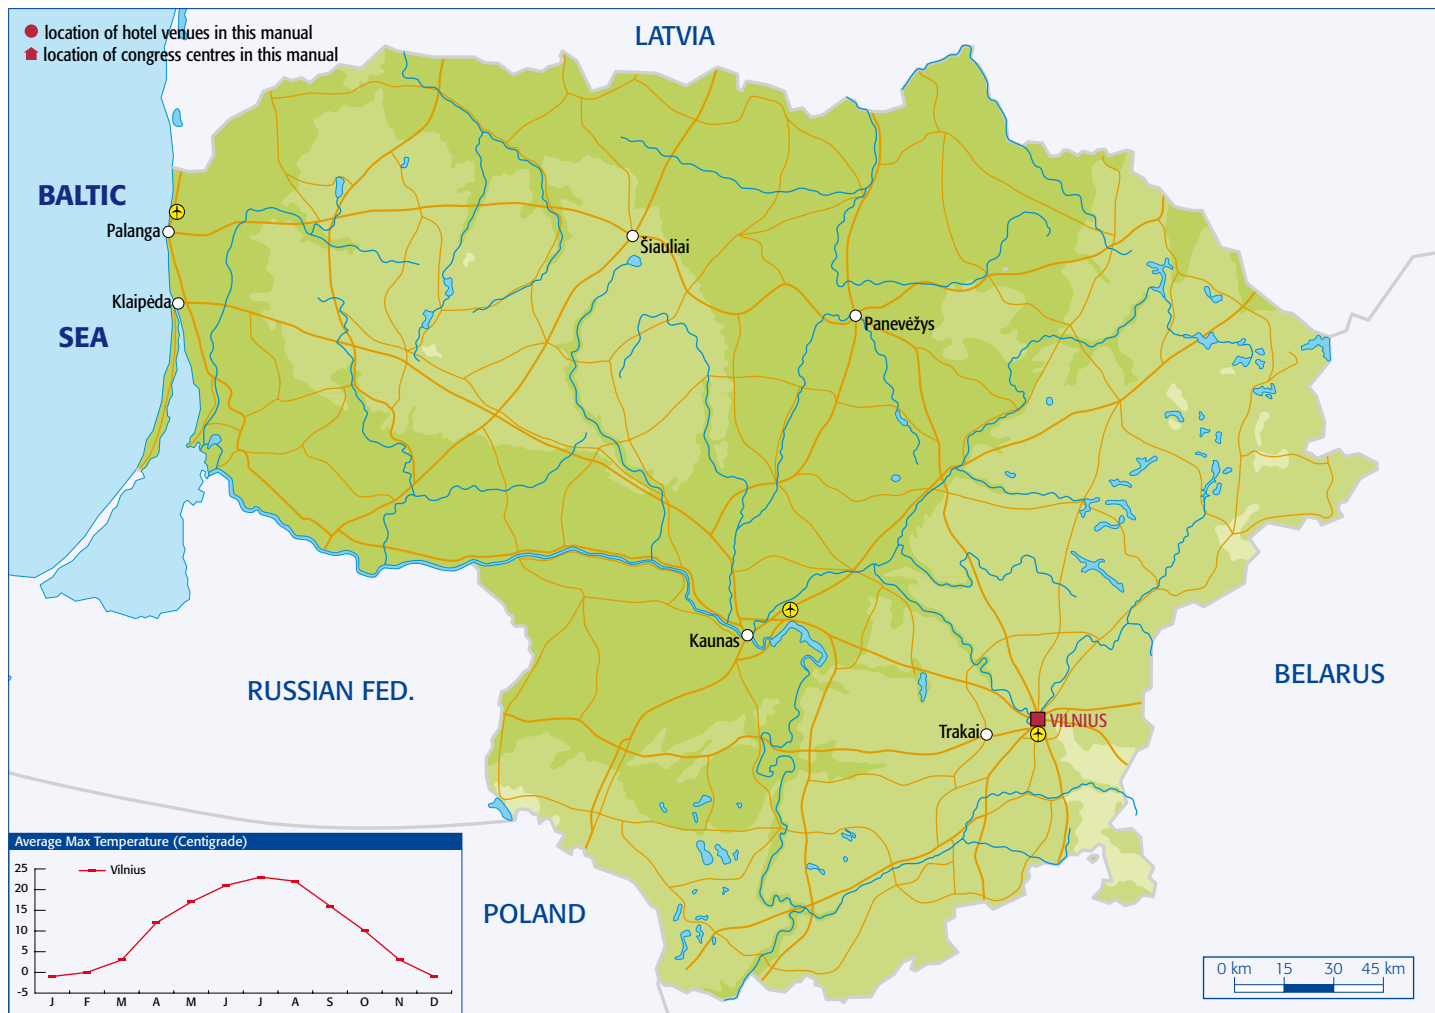 location of hotel venues in this manual
location of congress centres in this manual
LATVIA
BALTIC
Palanga
Šiauliai
Klaipėda
SEA
Panevėžys
Kaunas
RUSSIAN FED.
BELARUS
VILNIUS
Trakai
POLAND
Average Max Temperature (Centigrade)
Vilnius
25
20
15
10
5
0
-5
J F M A M J J A S O N D
0 km 15 30 45 km